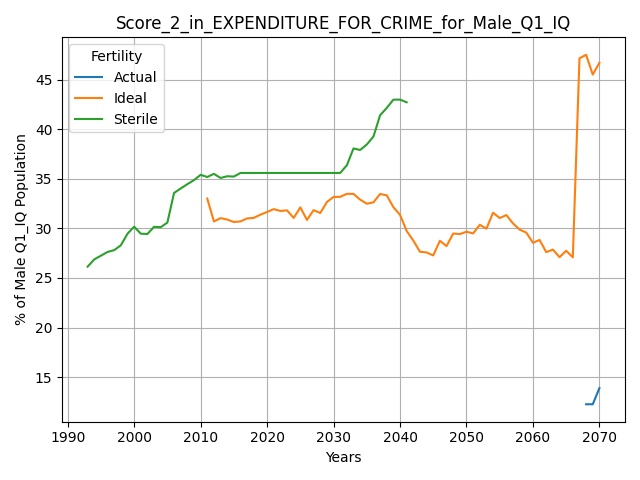 Score_2_in_EXPENDITURE_FOR_CRIME_for_Male_Q1_IQ
Fertility
Actual
Ideal
Sterile
% of Male Q1_IQ Population
45
40
35
30
25
20
15
1990 2000 2010 2020 2030 2040 2050 2060 2070
Years